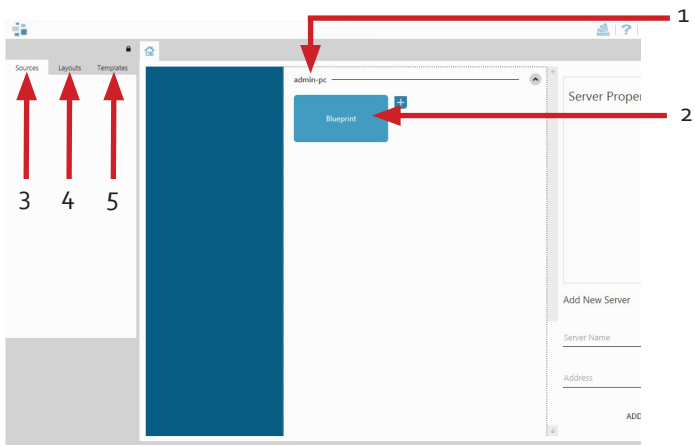 1
?
Sources Layouts Templates
admin-pc
Server Proper
+
Blueprint
2
3 4 5
Add New Server
Server Name
Address
ADD